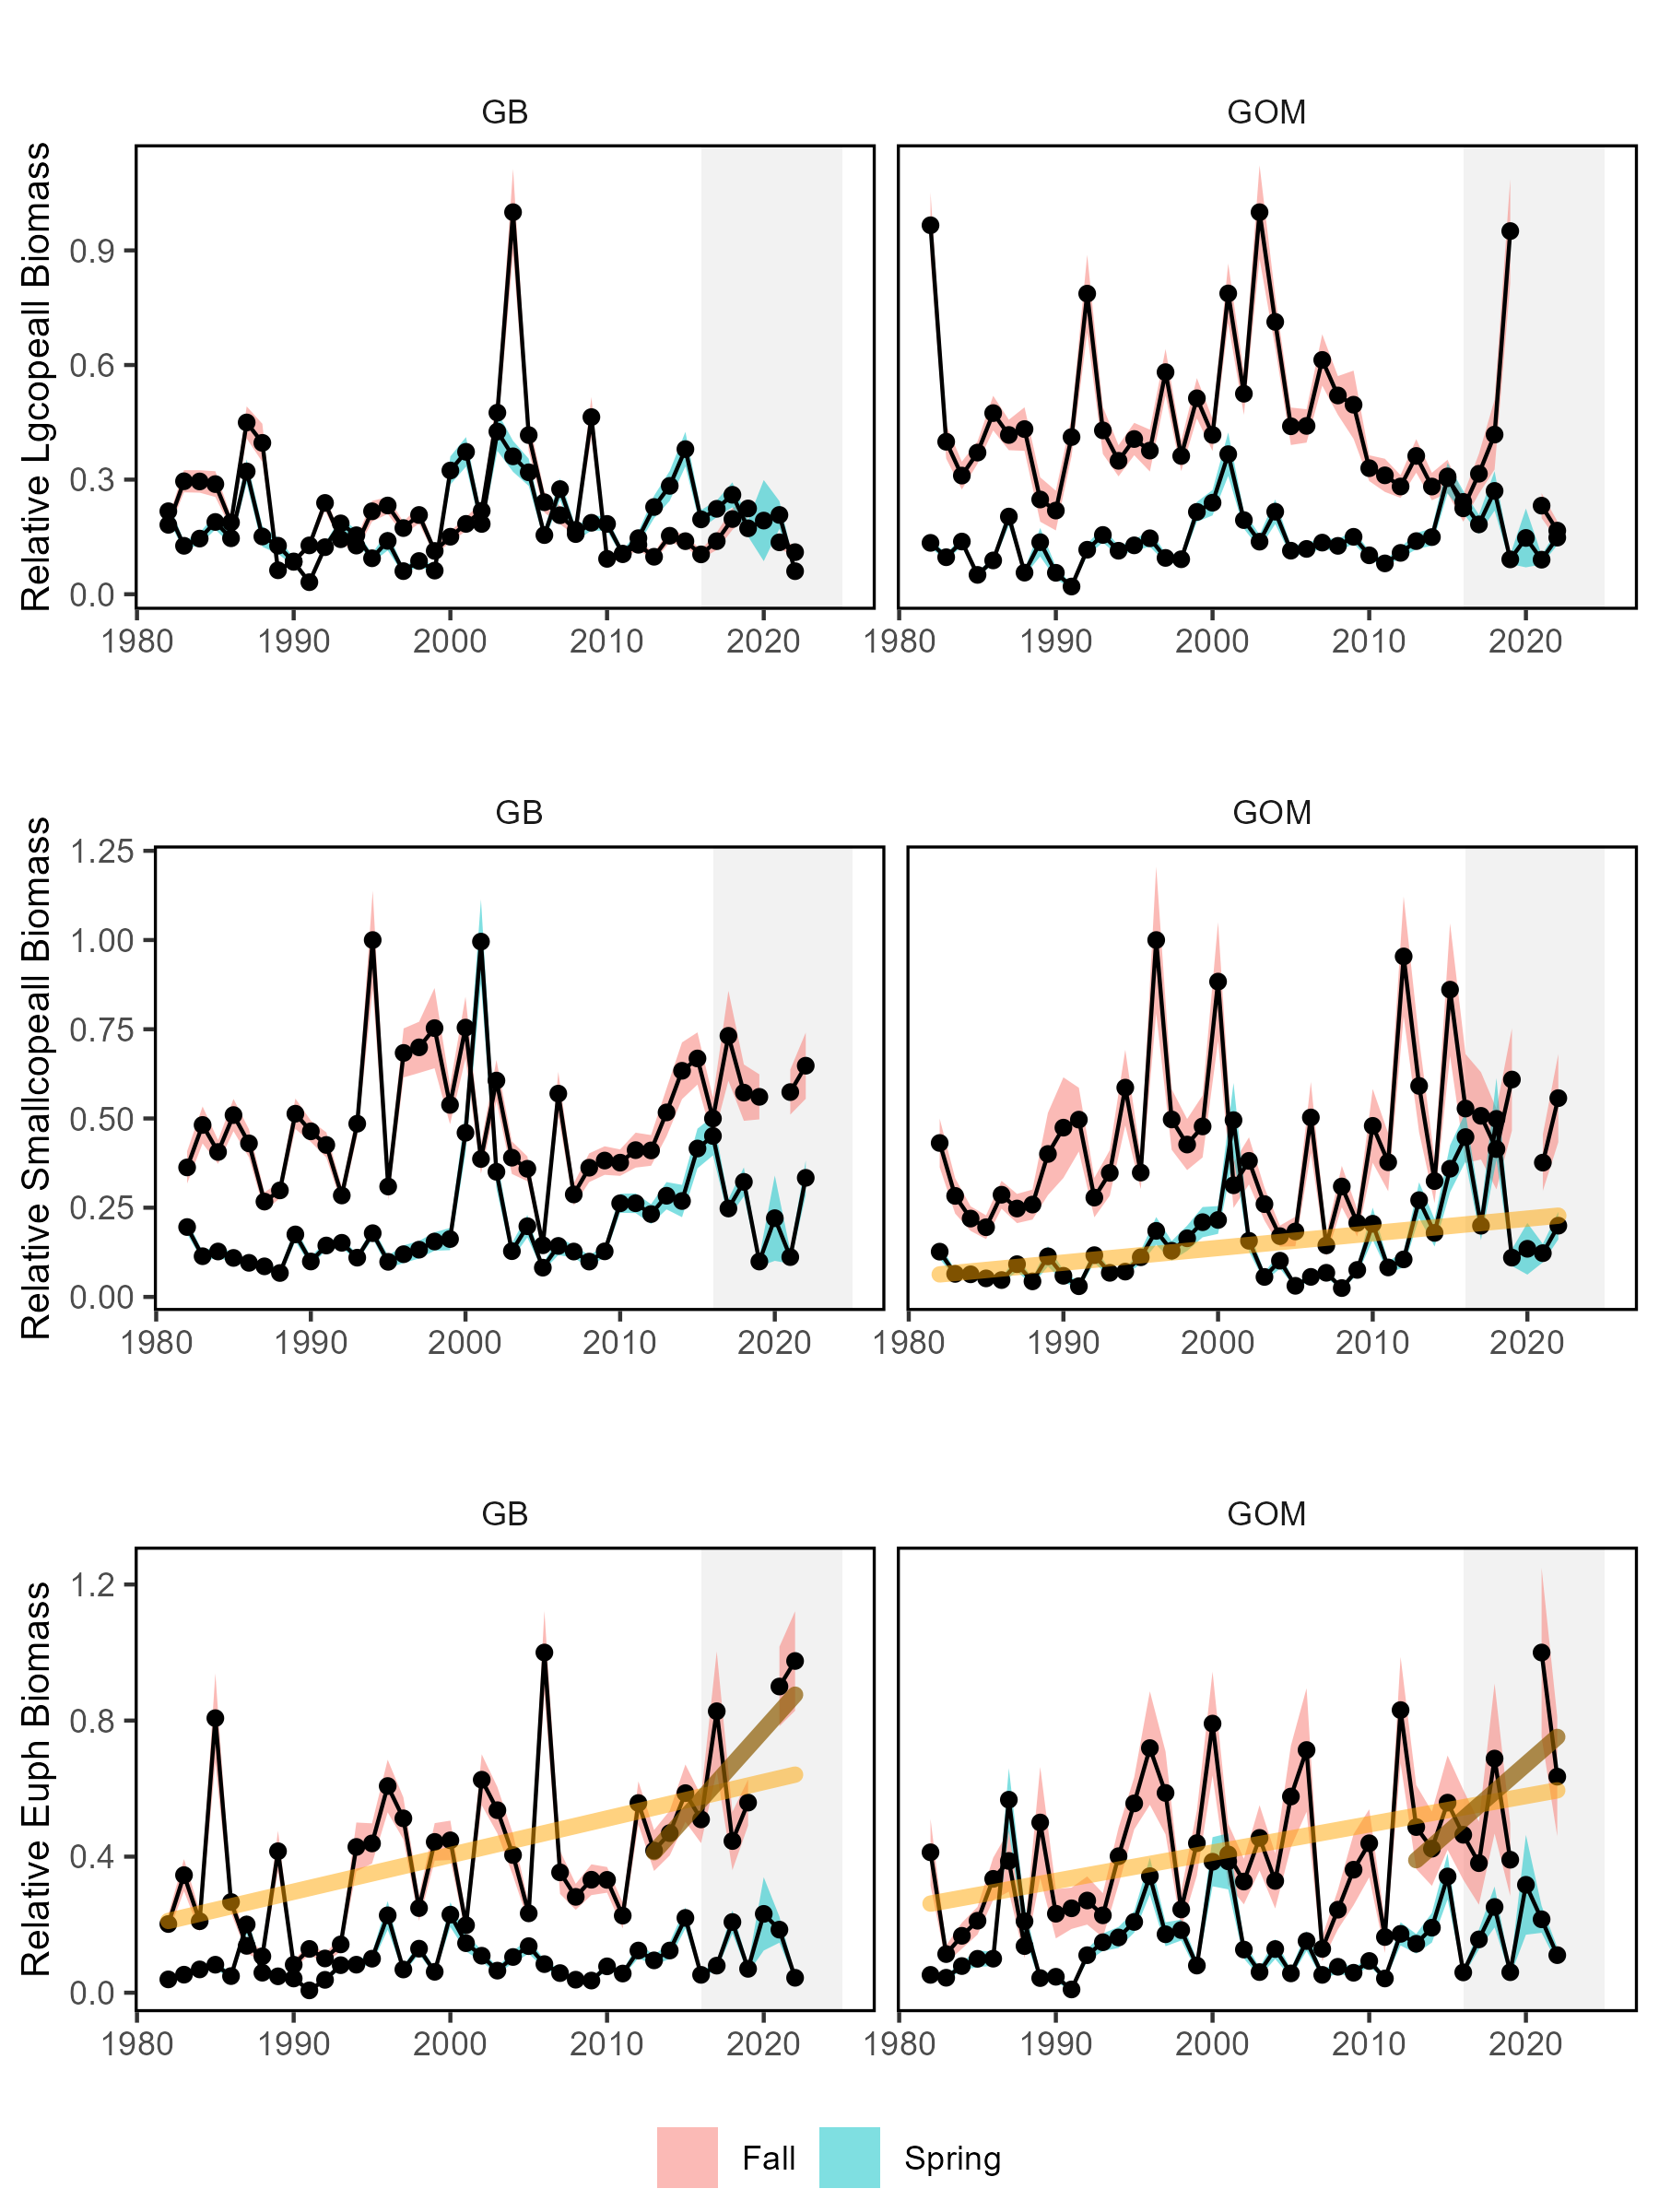 GB GOM
Relative Lgcopeall Biomass
0.9
0.6
0.3
0.0
1980 1990 2000 2010 2020 1980 1990 2000 2010 2020
GB GOM
Relative Smallcopeall Biomass
1.25
1.00
0.75
0.50
0.25
0.00
1980 1990 2000 2010 2020 1980 1990 2000 2010 2020
GB GOM
Relative Euph Biomass
1.2
0.8
0.4
0.0
1980 1990 2000 2010 2020 1980 1990 2000 2010 2020
Fall Spring